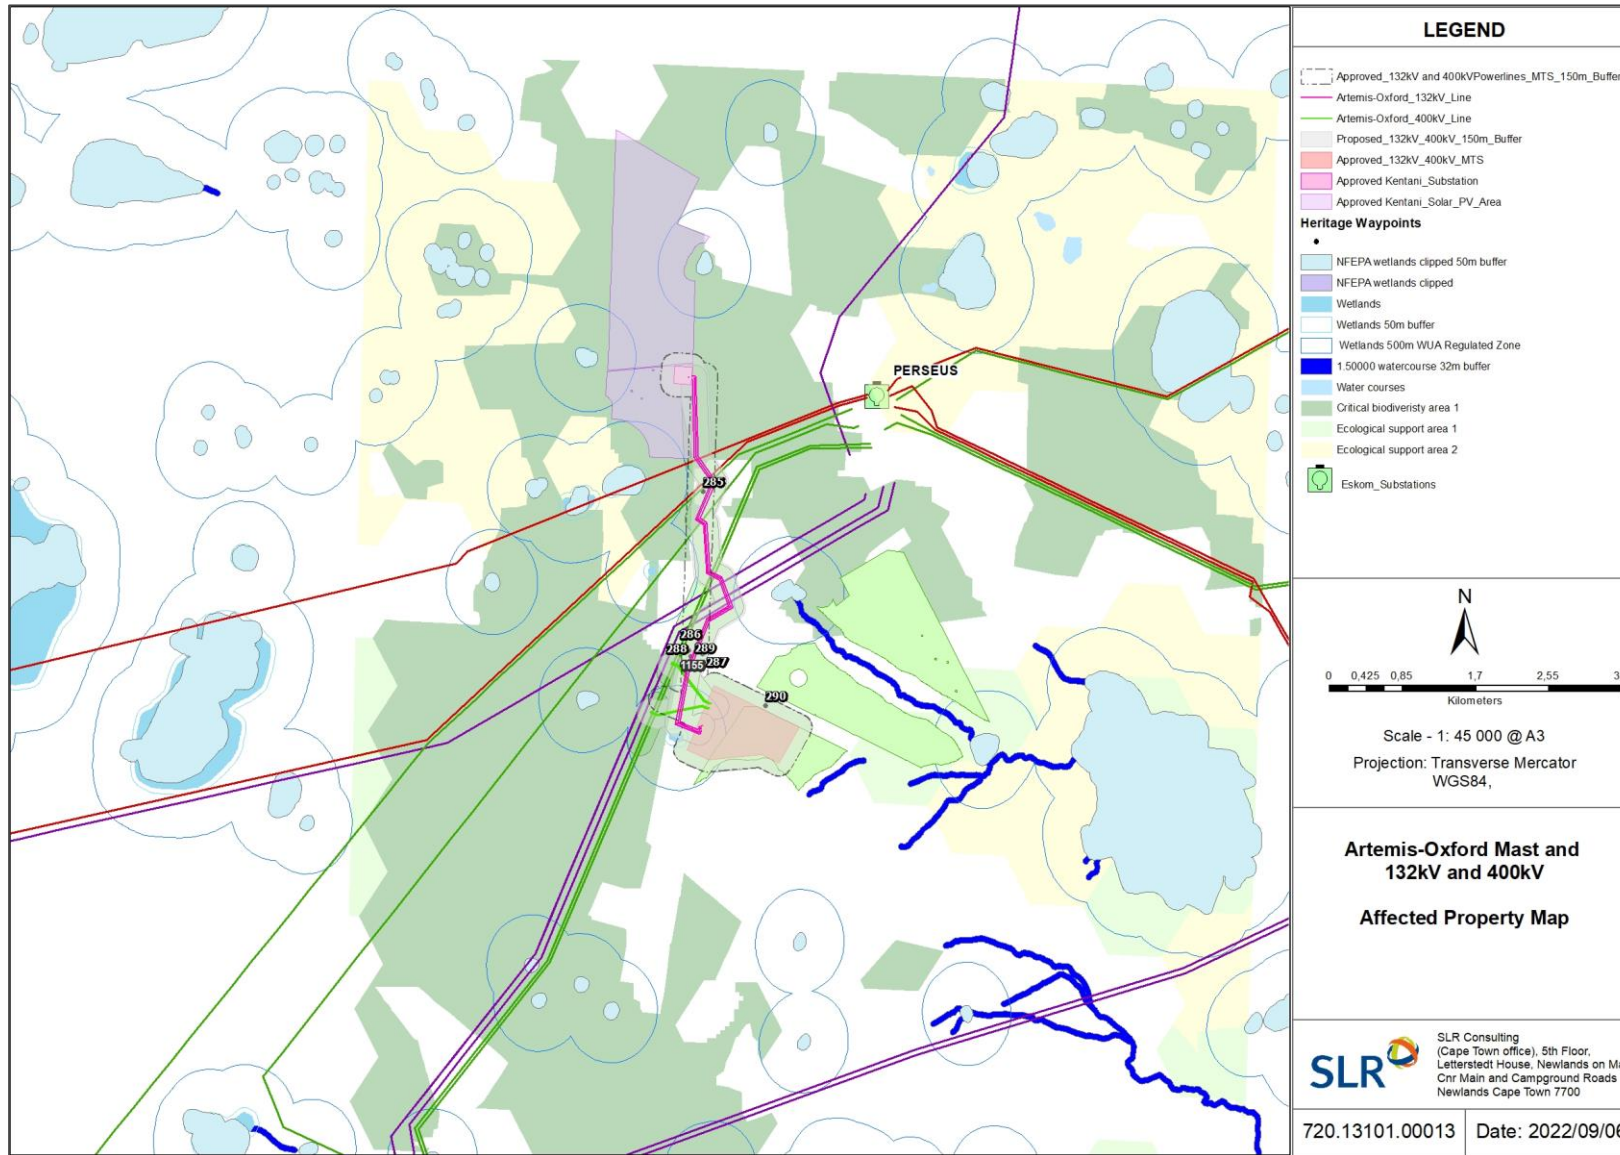 PERSEUS
285
286
288
289
1155
287
290
LEGEND
Approved_132kV and 400kVPowerlines_MTS_150m_Buffer
Artemis-Oxford_132kV_Line
Artemis-Oxford_400kV_Line
Proposed_132kV_400kV_150m_Buffer
Approved_132kV_400kV_MTS
Approved Kentani_Substation
Approved Kentani_Solar_PV_Area
Heritage Waypoints
NFEPA wetlands clipped 50m buffer
NFEPA wetlands clipped
Wetlands
Wetlands 50m buffer
Wetlands 500m WUA Regulated Zone
1.50000 watercourse 32m buffer
Water courses
Critical biodiveristy area 1
Ecological support area 1
Ecological support area 2
Eskom_Substations
N
0 0,425 0,85 1,7 2,55 3
Kilometers
Scale - 1: 45 000 @ A3
Projection: Transverse Mercator
WGS84,
Artemis-Oxford Mast and
132kV and 400kV
Affected Property Map
SLR
SLR Consulting
(Cape Town office), 5th Floor,
Letterstedt House, Newlands on Ma
Cnr Main and Campground Roads
Newlands Cape Town 7700
720.13101.00013
Date: 2022/09/06